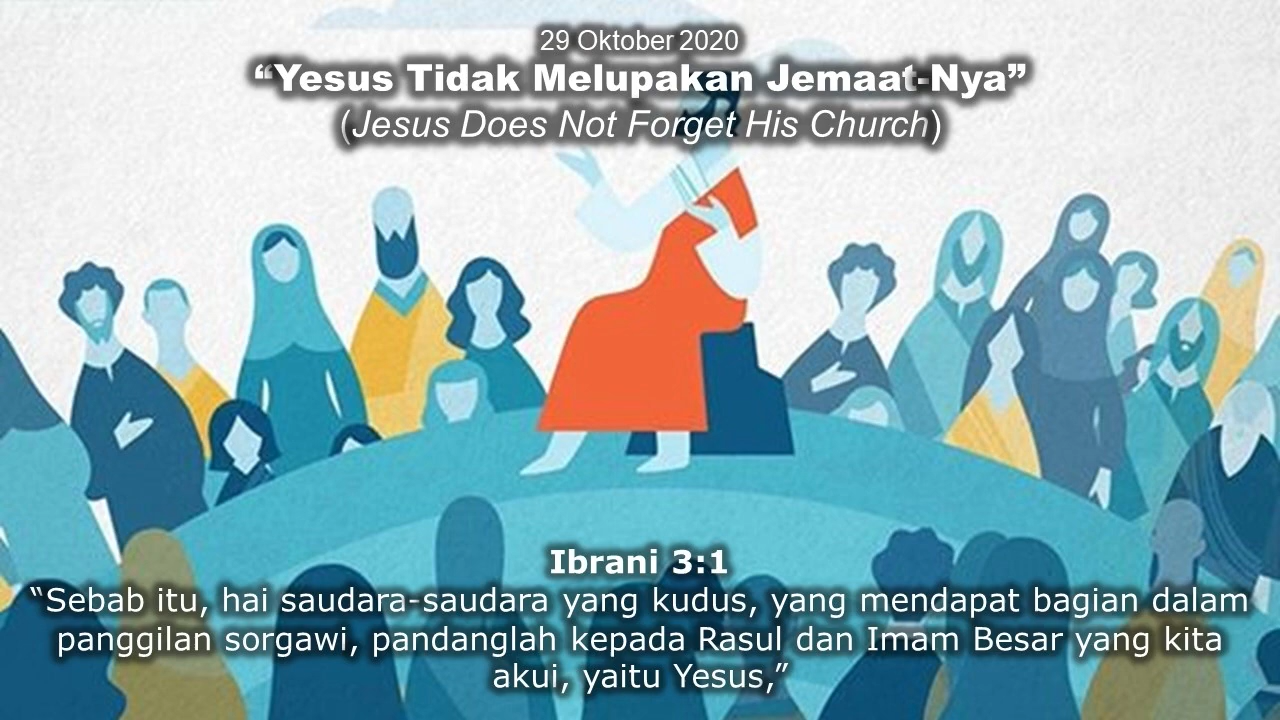 29 Oktober 2020
“Yesus Tidak Melupakan Jemaat-Nya”
(Jesus Does Not Forget His Church)
Ibrani 3:1
“Sebab itu, hai saudara-saudara yang kudus, yang mendapat bagian dalam
panggilan sorgawi, pandanglah kepada Rasul dan Imam Besar yang kita
akui, yaitu Yesus,”